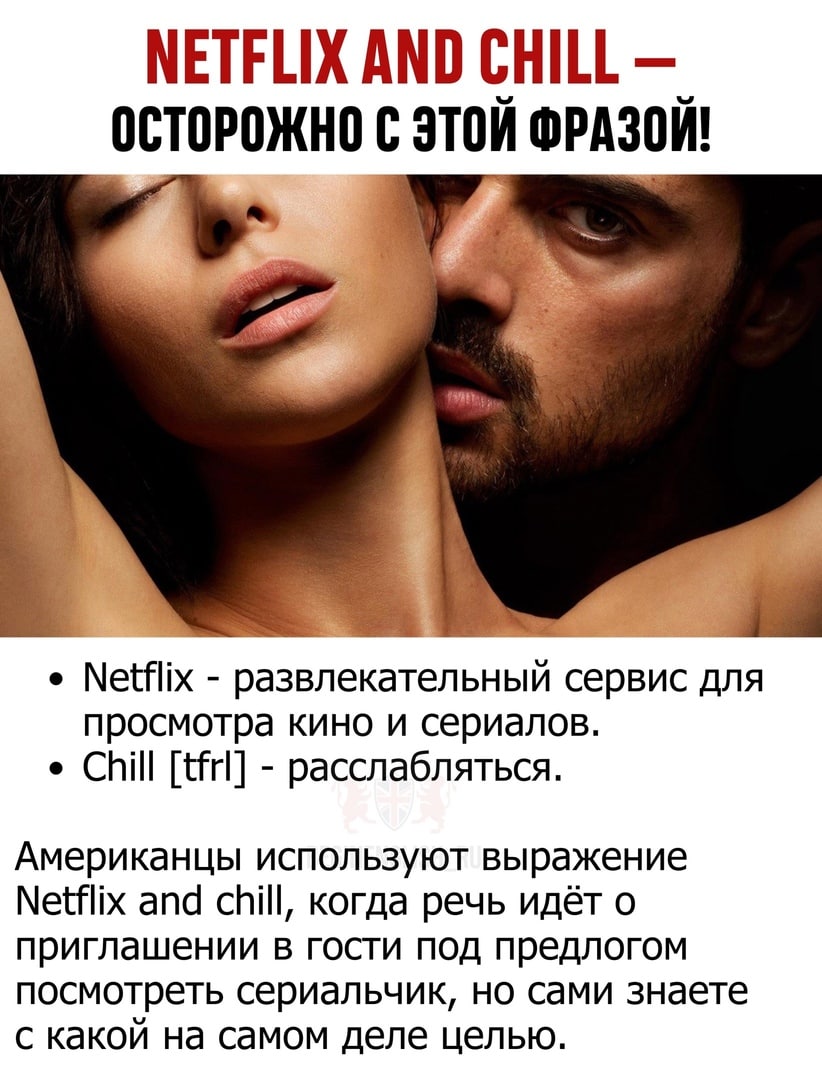 NETFLIX AND CHILL –
ОСТОРОЖНО С ЭТОЙ ФРАЗОЙ!
• Netflix - развлекательный сервис для
просмотра кино и сериалов.
• Chill [tfrl] - расслабляться.
Американцы используют выражение
Netflix and chill, когда речь идёт о
приглашении в гости под предлогом
посмотреть сериальчик, но сами знаете
с какой на самом деле целью.